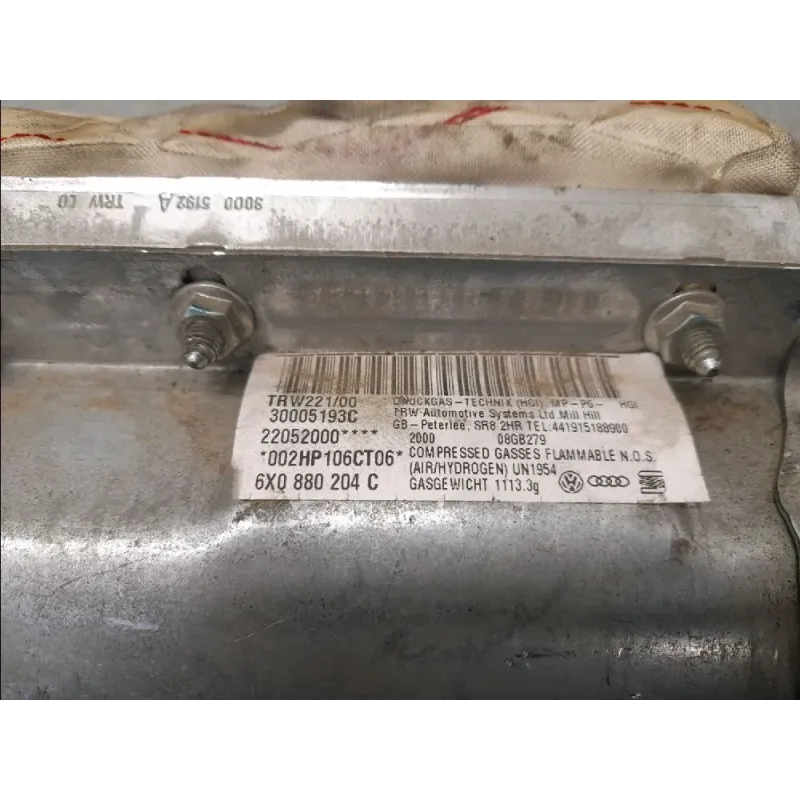 TRW LO
3000 5192 A
TRW221/00
30005193C
22052000****
*002HP106CT06*
6X0 880 204 C
DRUCKGAS-TECHNIK (HGI) MP-PG- HGI
TRW Automotive Systems Ltd Mill Hill
GB- Peterlee, SR8 2HR TEL:441915188900
2000 08GB279
COMPRESSED GASSES FLAMMABLE N.O.S.
(AIR/HYDROGEN) UN1954
GASGEWICHT 1113.3g